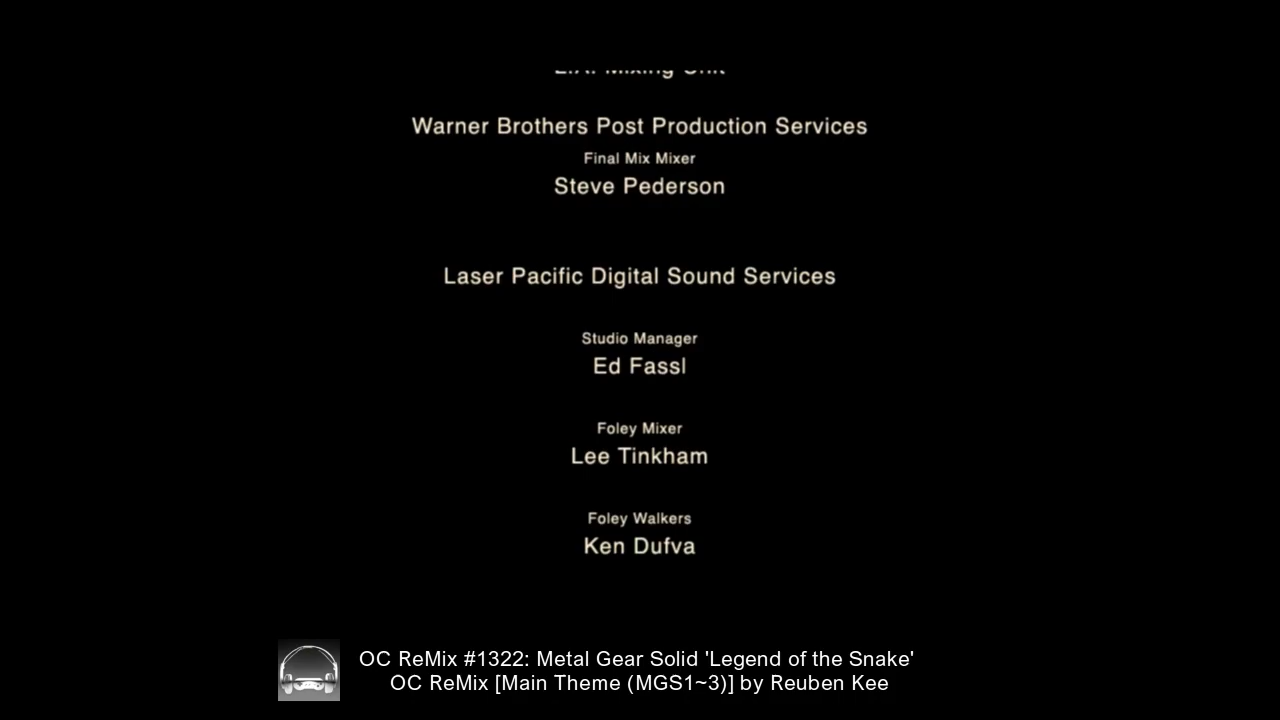 L.A. Mixing Unit
Warner Brothers Post Production Services
Final Mix Mixer
Steve Pederson
Laser Pacific Digital Sound Services
Studio Manager
Ed Fassl
Foley Mixer
Lee Tinkham
Foley Walkers
Ken Dufva
OC ReMix #1322: Metal Gear Solid 'Legend of the Snake'
OC ReMix [Main Theme (MGS1~3)] by Reuben Kee